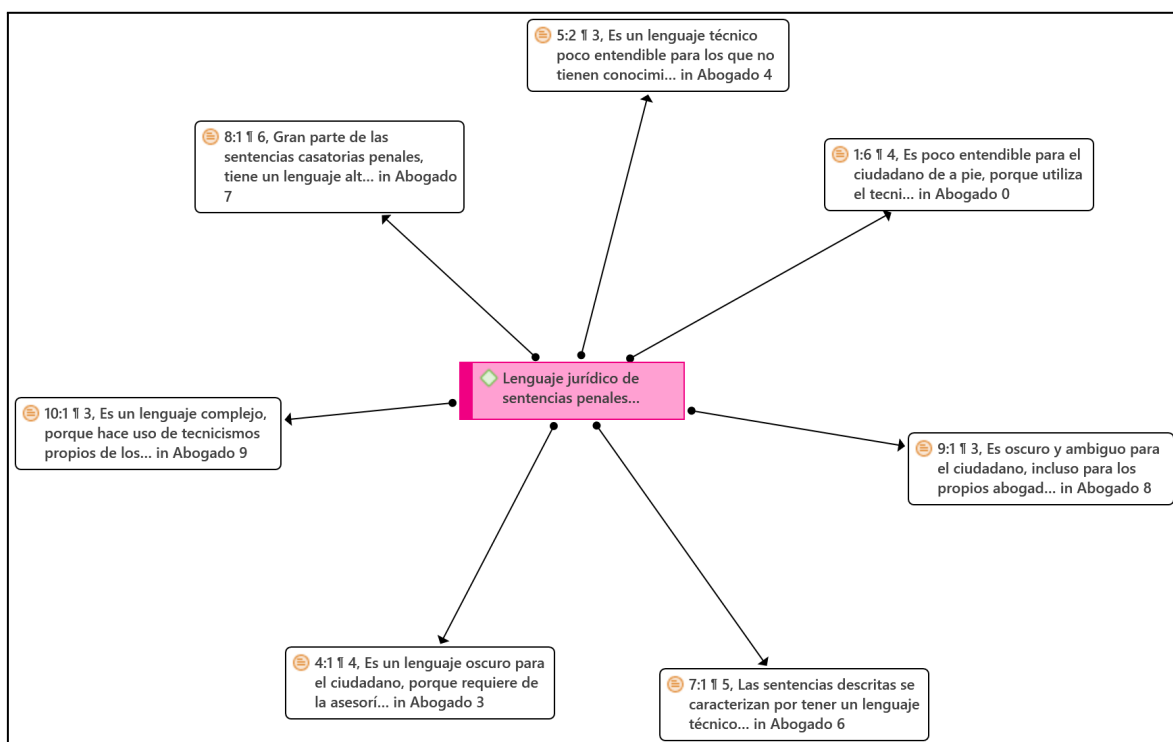 5:2 ¶ 3, Es un lenguaje técnico
poco entendible para los que no
tienen conocimi... in Abogado 4
8:1 ¶ 6, Gran parte de las
sentencias casatorias penales,
tiene un lenguaje alt... in Abogado
7
1:6 ¶ 4, Es poco entendible para el
ciudadano de a pie, porque utiliza
el tecni... in Abogado 0
Lenguaje jurídico de
sentencias penales...
10:1 ¶ 3, Es un lenguaje complejo,
porque hace uso de tecnicismos
propios de los... in Abogado 9
9:1 ¶ 3, Es oscuro y ambiguo para
el ciudadano, incluso para los
propios abogad... in Abogado 8
4:1 ¶ 4, Es un lenguaje oscuro para
el ciudadano, porque requiere de
la asesorí... in Abogado 3
7:1 ¶ 5, Las sentencias descritas se
caracterizan por tener un lenguaje
técnico... in Abogado 6